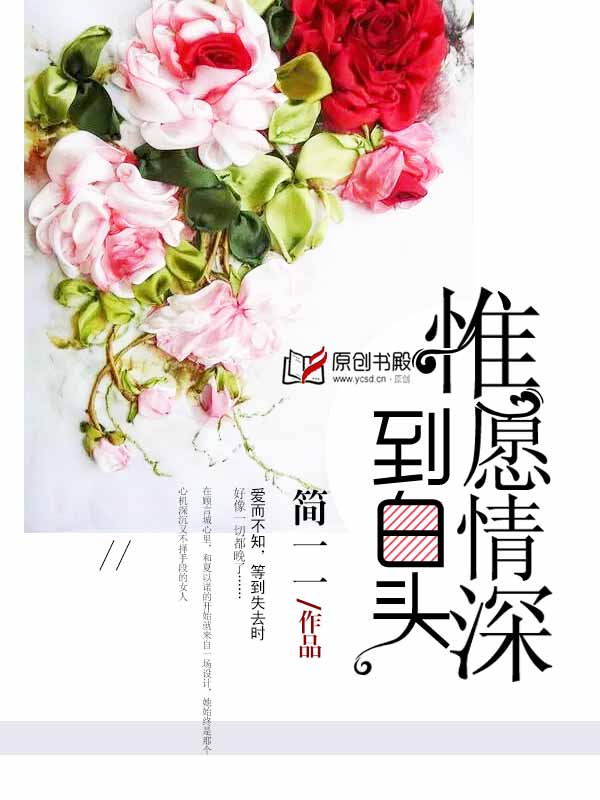 惟愿情深
到白头
原创书殿
www.ycsd.cn · 原创
简一一/作品
爱而不知，等到失去时
好像一切都晚了……
在顾言城心里，和夏以诺的开始就来自一场设计，她始终是那个
心机深沉又不择手段的女人